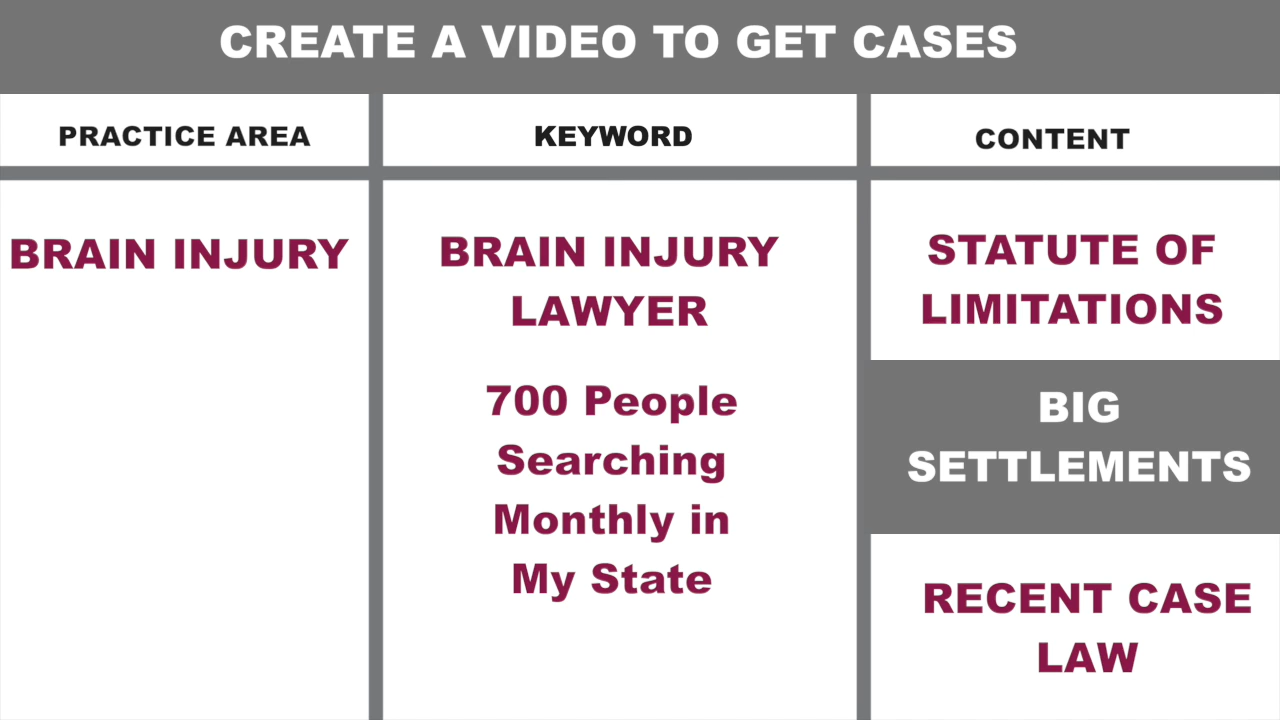 CREATE A VIDEO TO GET CASES
PRACTICE AREA
KEYWORD
CONTENT
BRAIN INJURY
BRAIN INJURY
LAWYER
700 People
Searching
Monthly in
My State
STATUTE OF
LIMITATIONS
BIG
SETTLEMENTS
RECENT CASE
LAW